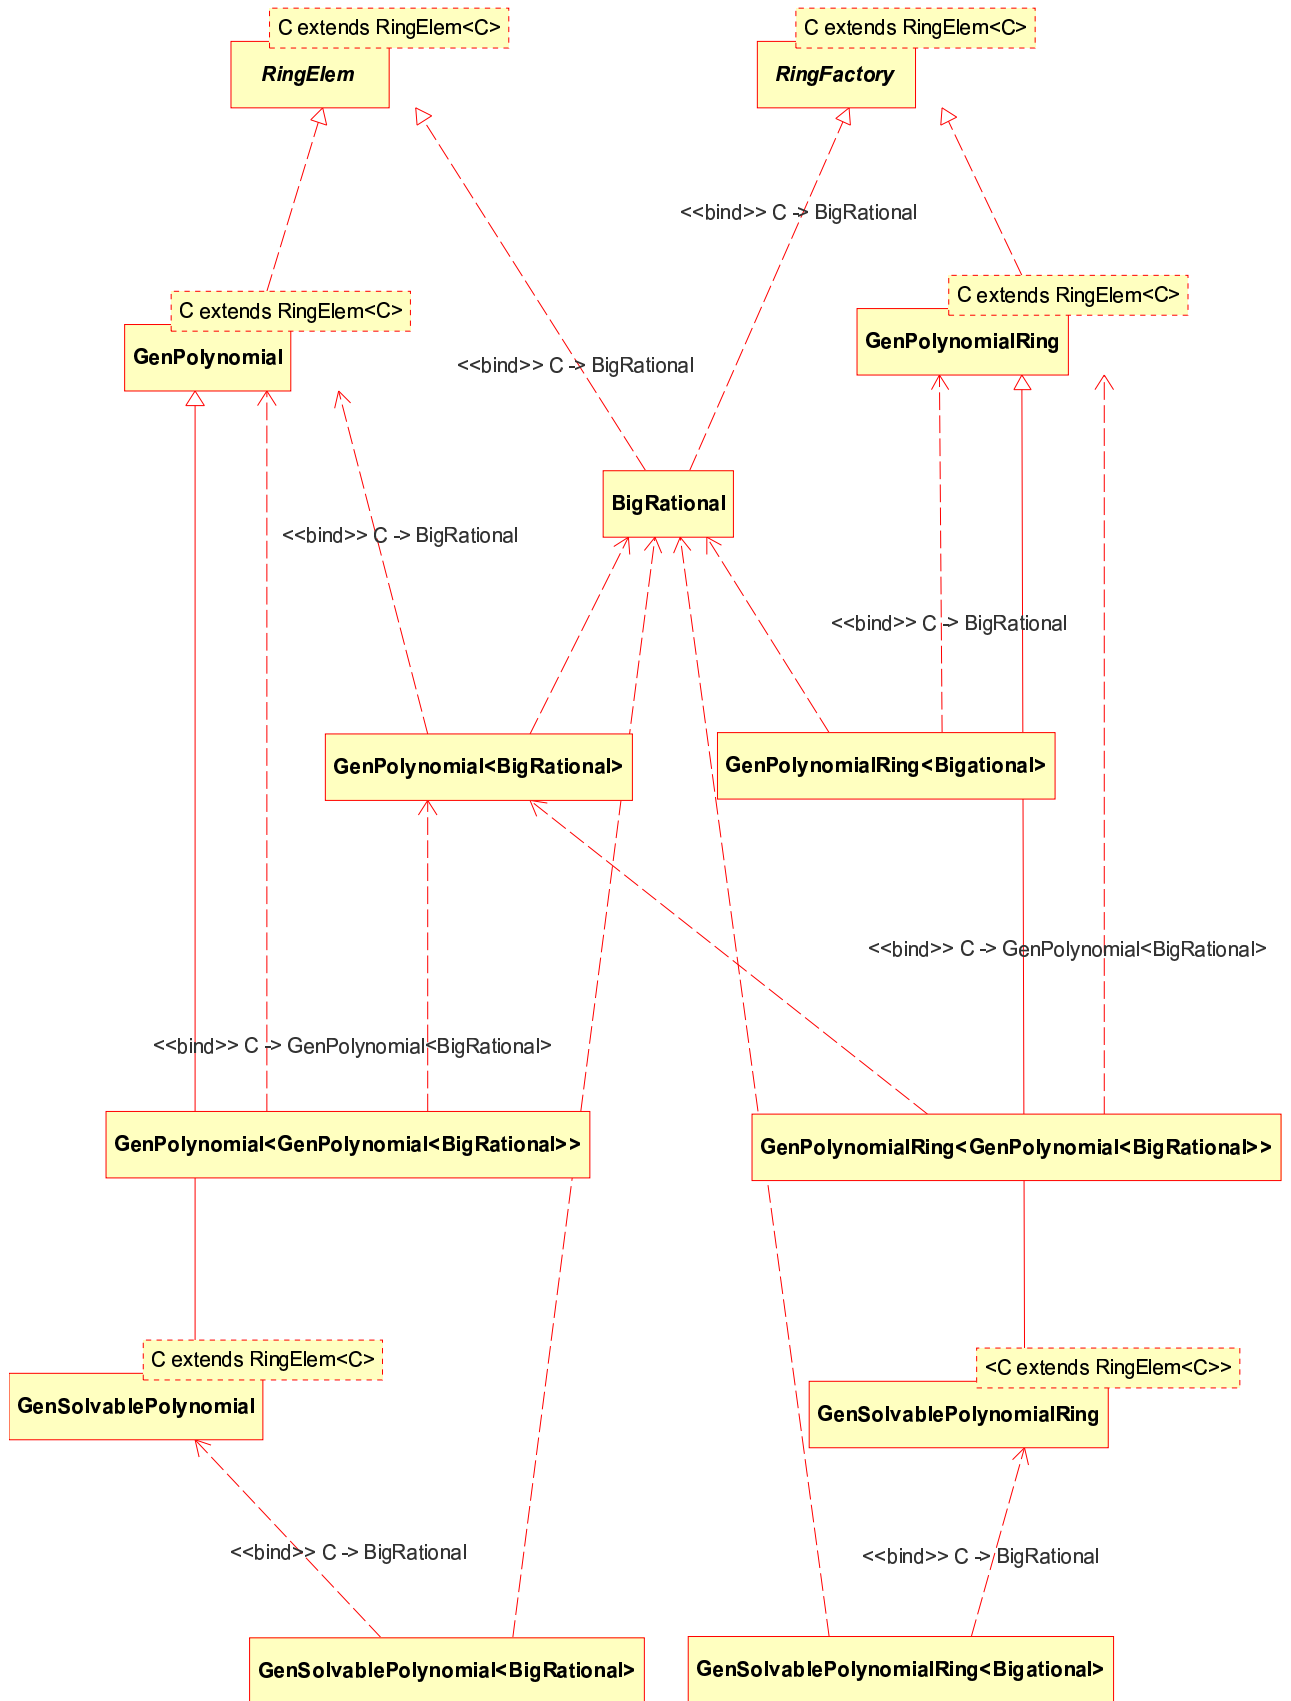 C extends RingElem<C>
RingElem
C extends RingElem<C>
RingFactory
<<bind>> C -> BigRational
C extends RingElem<C>
GenPolynomial
C extends RingElem<C>
GenPolynomialRing
<<bind>> C -> BigRational
BigRational
<<bind>> C -> BigRational
<<bind>> C -> BigRational
GenPolynomial<BigRational>
GenPolynomialRing<Bigational>
<<bind>> C -> GenPolynomial<BigRational>
<<bind>> C -> GenPolynomial<BigRational>
GenPolynomial<GenPolynomial<BigRational>>
GenPolynomialRing<GenPolynomial<BigRational>>
C extends RingElem<C>
GenSolvablePolynomial
<C extends RingElem<C>>
GenSolvablePolynomialRing
<<bind>> C -> BigRational
<<bind>> C -> BigRational
GenSolvablePolynomial<BigRational>
GenSolvablePolynomialRing<Bigational>